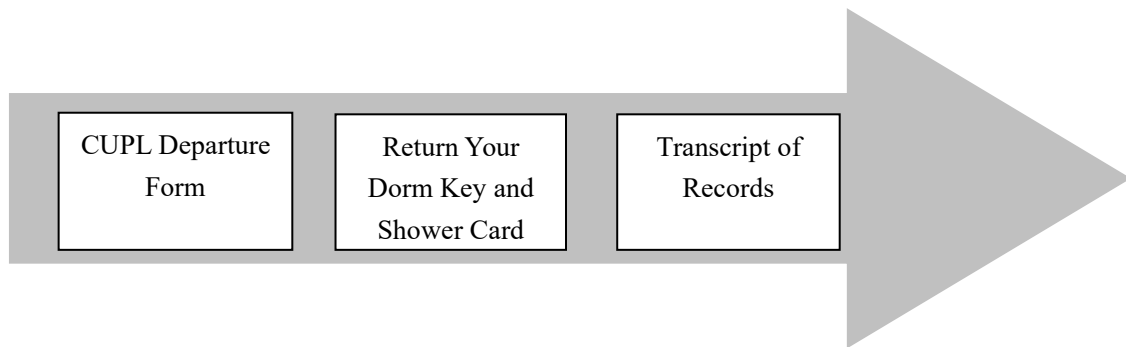 CUPL Departure
Form
Return Your
Dorm Key and
Shower Card
Transcript of
Records